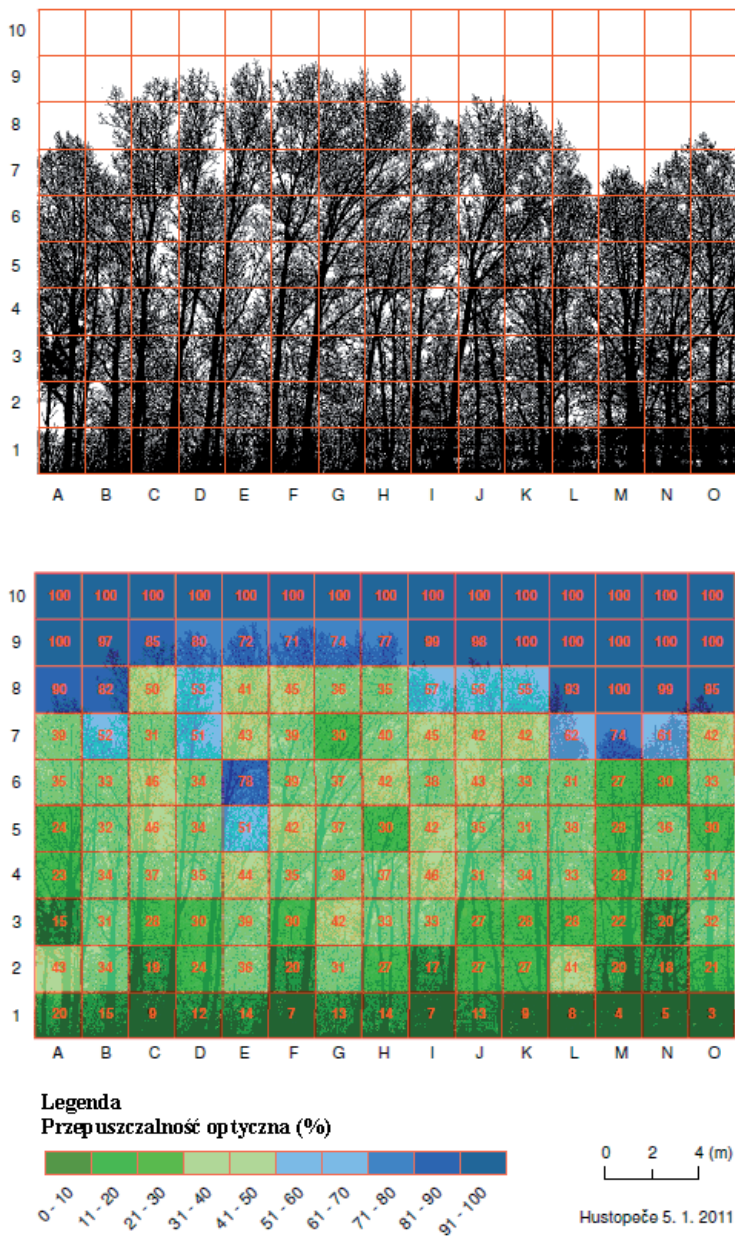 10
9
8
7
6
5
4
3
2
1
A B C D E F G H I J K L M N O
10 100 100 100 100 100 100 100 100 100 100 100 100 100 100 100
9 100 97 85 80 72 71 74 77 99 98 100 100 100 100 100
8 90 82 50 53 41 45 36 35 57 56 55 93 100 99 95
7 39 52 31 51 43 39 30 40 45 42 42 62 74 61 42
6 35 33 46 34 76 39 37 42 38 43 33 31 27 30 33
5 24 32 46 34 51 42 37 30 42 35 31 38 28 36 30
4 23 34 37 35 44 35 39 37 46 31 34 33 26 32 31
3 15 31 28 30 39 30 42 33 33 27 26 28 22 20 32
2 43 34 19 24 36 20 31 27 17 27 27 41 20 18 21
1 20 15 9 12 14 7 13 14 7 13 9 4 5 3
A B C D E F G H I J K L M N O
Legenda
Przepuszczalność optyczna (%)
0 - 10 11 - 20 21 - 30 31 - 40 41 - 50 51 - 60 61 - 70 71 - 80 81 - 90 91 - 100
0 2 4 (m)
Hustopeče 5. 1. 2011